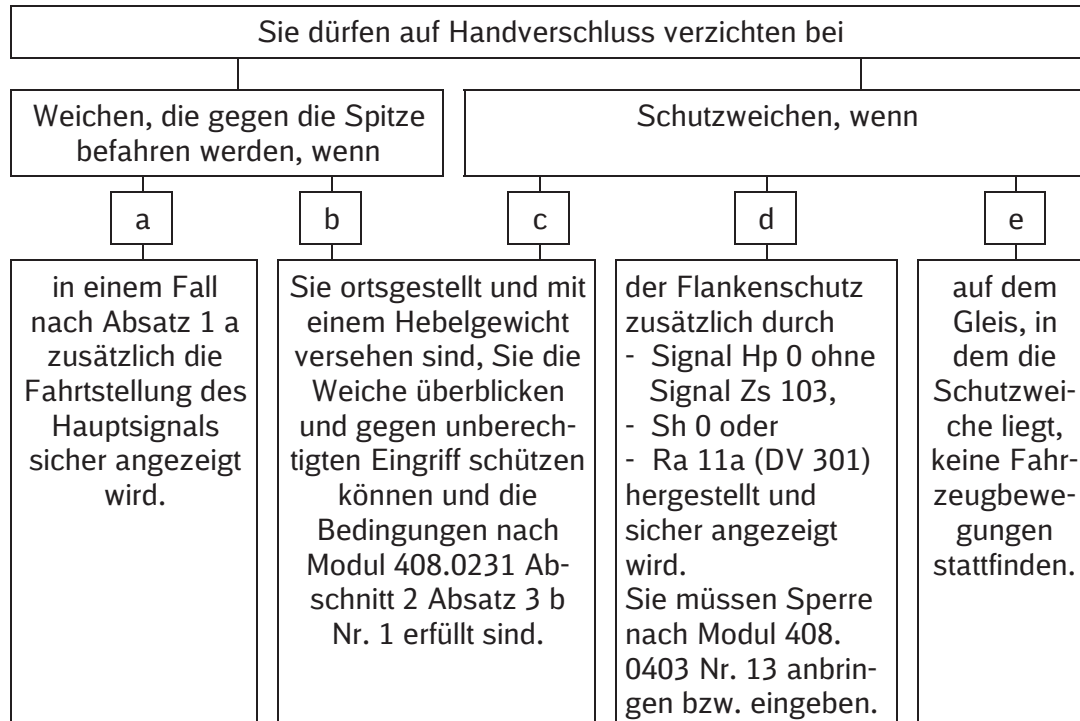 Sie dürfen auf Handverschluss verzichten bei
Weichen, die gegen die Spitze
befahren werden, wenn
Schutzweichen, wenn
a
b
c
d
e
in einem Fall
nach Absatz 1 a
zusätzlich die
Fahrtstellung des
Hauptsignals
sicher angezeigt
wird.
Sie ortsgestellt und mit
einem Hebelgewicht
versehen sind, Sie die
Weiche überblicken
und gegen unberech-
tigten Eingriff schützen
können und die
Bedingungen nach
Modul 408.0231 Ab-
schnitt 2 Absatz 3 b
Nr. 1 erfüllt sind.
der Flankenschutz
zusätzlich durch
- Signal Hp 0 ohne
Signal Zs 103,
- Sh 0 oder
- Ra 11a (DV 301)
hergestellt und
sicher angezeigt
wird.
Sie müssen Sperre
nach Modul 408.
0403 Nr. 13 anbrin-
gen bzw. eingeben.
auf dem
Gleis, in
dem die
Schutzwei-
che liegt,
keine Fahr-
zeugbewe-
gungen
stattfinden.